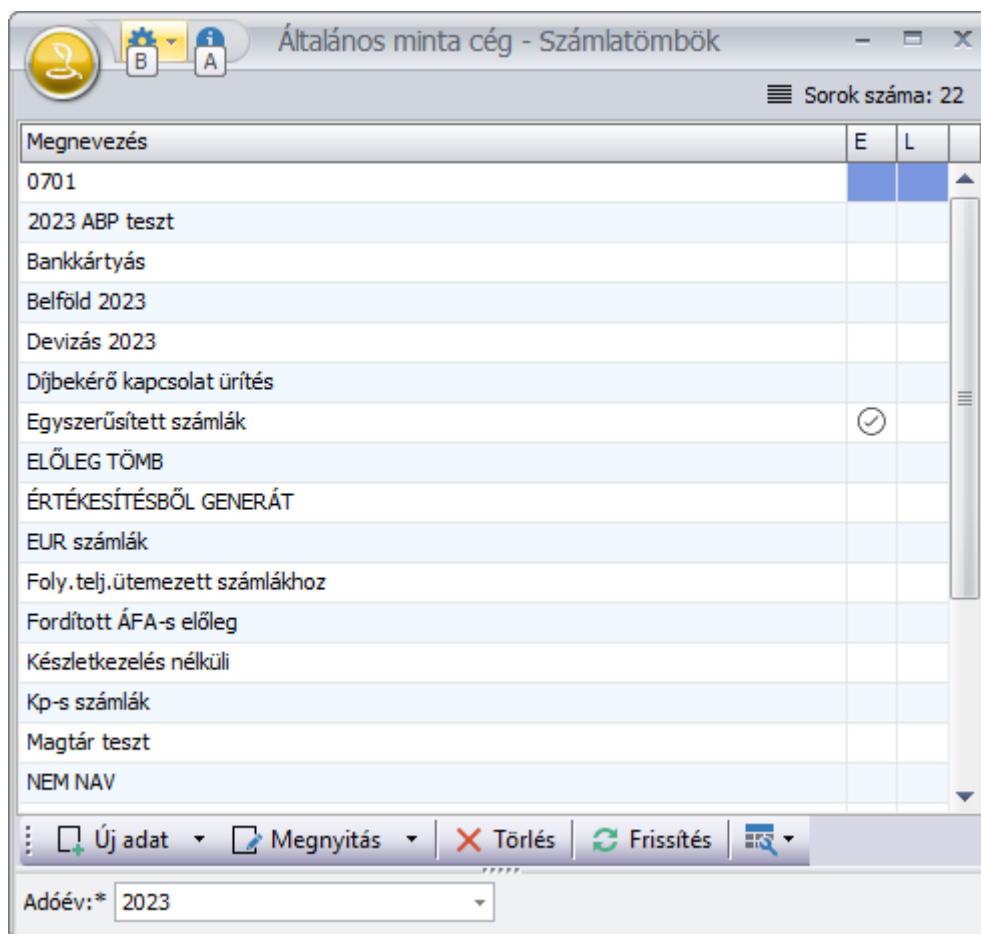 B
A
Általános minta cég - Számlatömbök
Sorok száma: 22
Megnevezés E L
0701
2023 ABP teszt
Bankkártyás
Belföld 2023
Devizás 2023
Díjbekérő kapcsolat ürítés
Egyszerűsített számlák
ELŐLEG TÖMB
ÉRTÉKESÍTÉSBŐL GENERÁT
EUR számlák
Foly.telj.ütemezett számlákhoz
Fordított ÁFA-s előleg
Készletkezelés nélküli
Kp-s számlák
Magtár teszt
NEM NAV
Új adat Megnyitás Törlés Frissítés
Adóév:* 2023